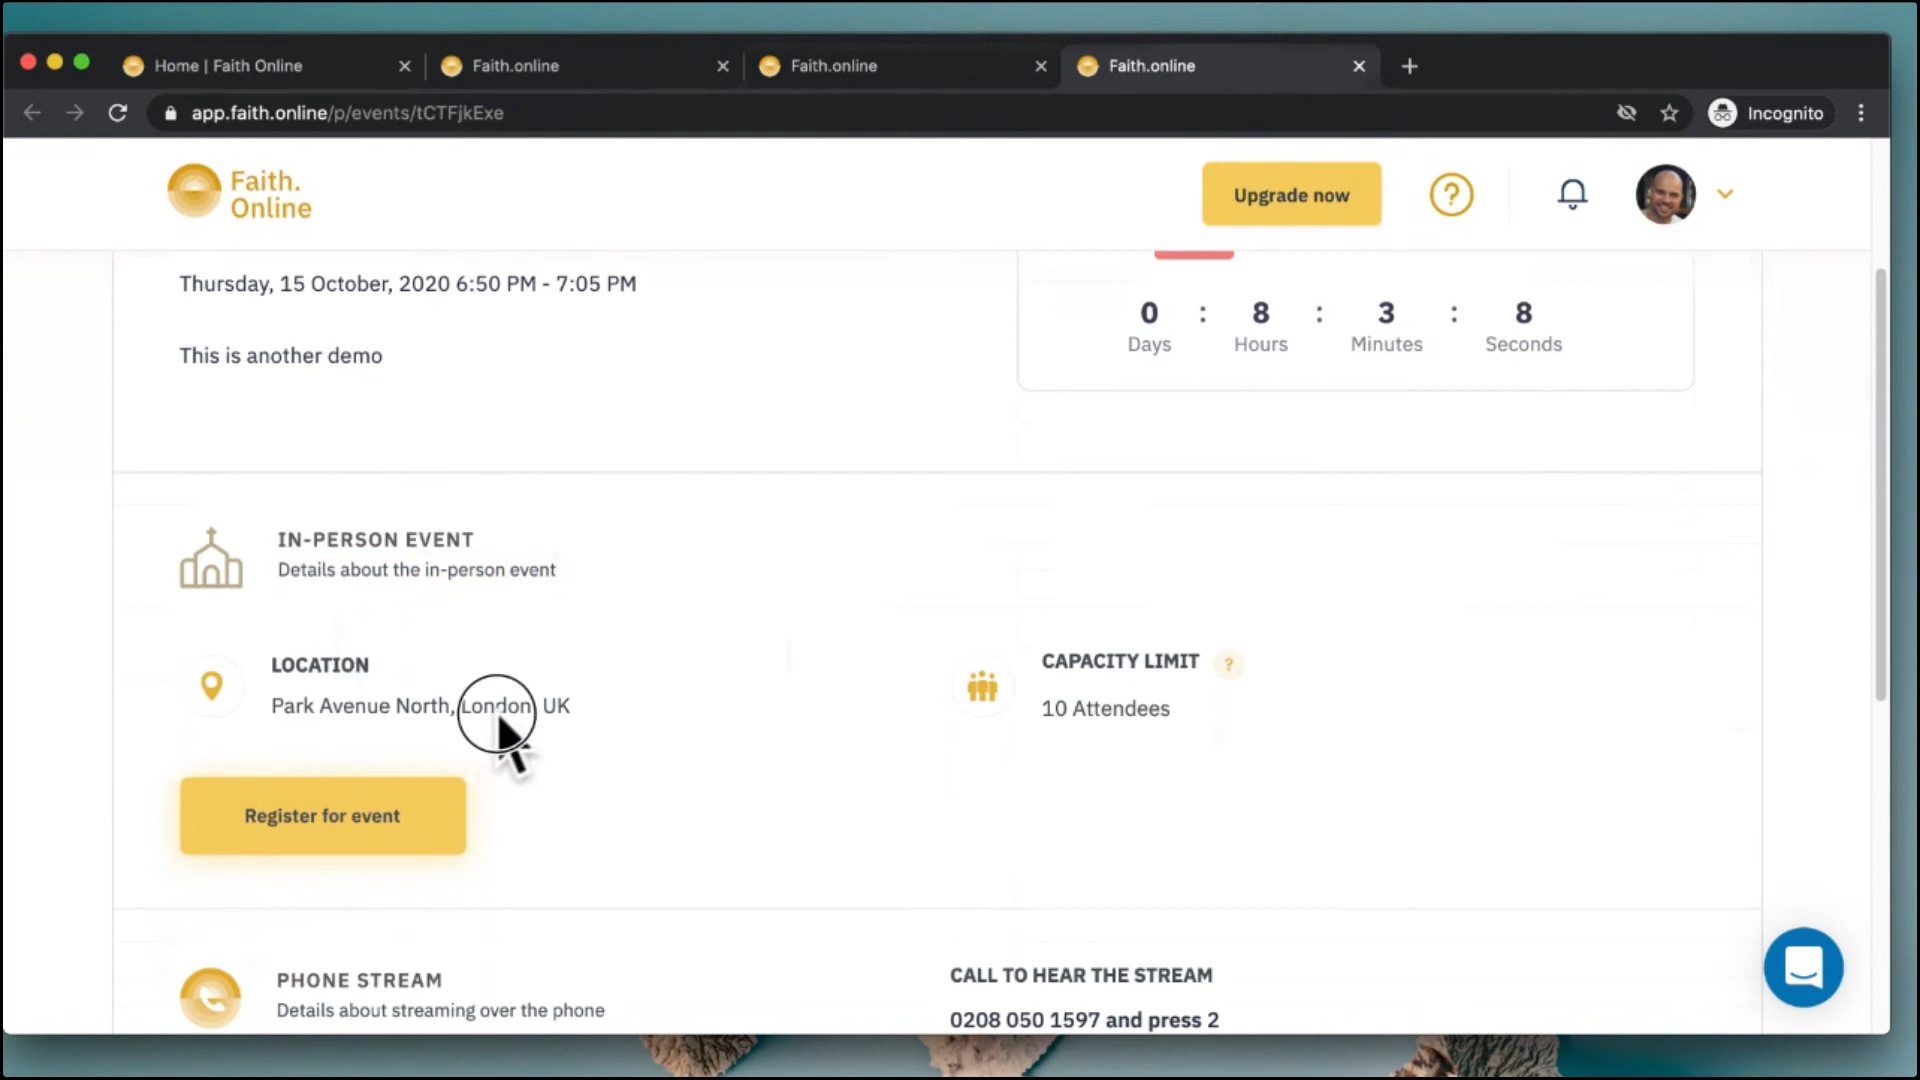 Home | Faith Online
Faith.online
Faith.online
Faith.online
app.faith.online/p/events/tCTFjkExe
Incognito
Faith.
Online
Upgrade now
?
Thursday, 15 October, 2020 6:50 PM - 7:05 PM
0 : 8 : 3 : 8
Days Hours Minutes Seconds
This is another demo
IN-PERSON EVENT
Details about the in-person event
LOCATION
Park Avenue North, London, UK
CAPACITY LIMIT ?
10 Attendees
Register for event
PHONE STREAM
Details about streaming over the phone
CALL TO HEAR THE STREAM
0208 050 1597 and press 2